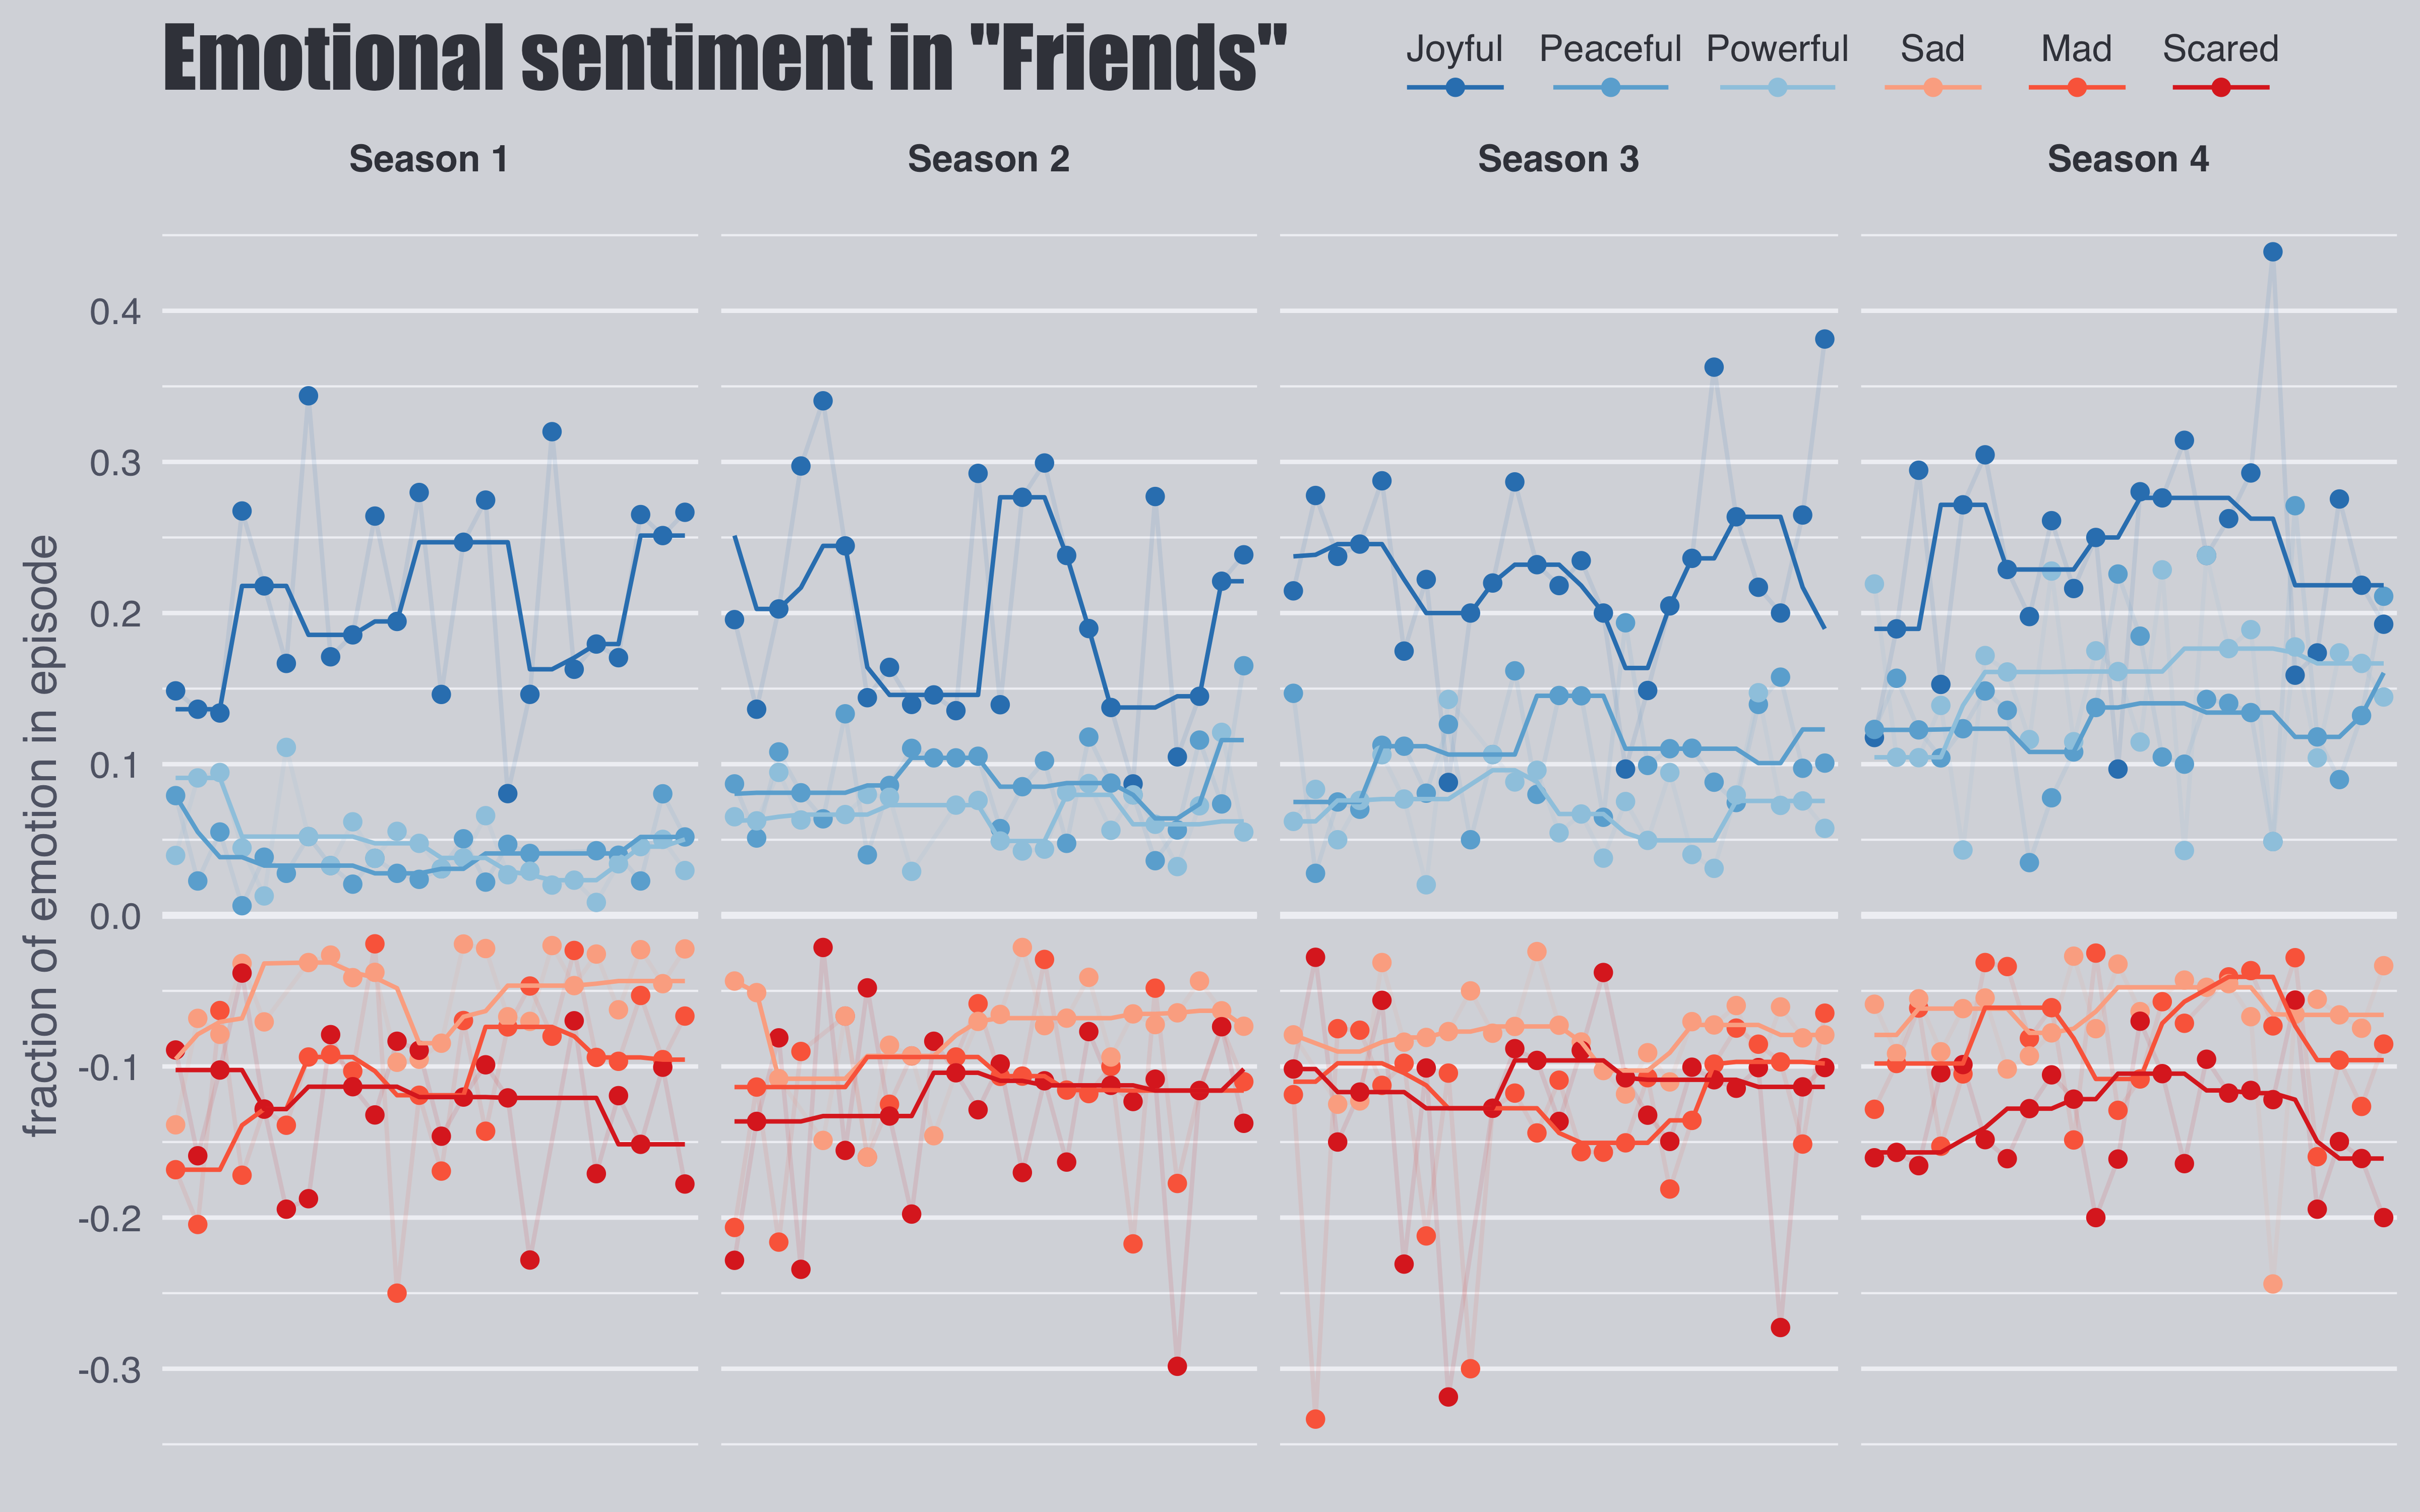 Emotional sentiment in "Friends"
Joyful Peaceful Powerful Sad Mad Scared
Season 1 Season 2 Season 3 Season 4
fraction of emotion in episode
0.4
0.3
0.2
0.1
0.0
-0.1
-0.2
-0.3